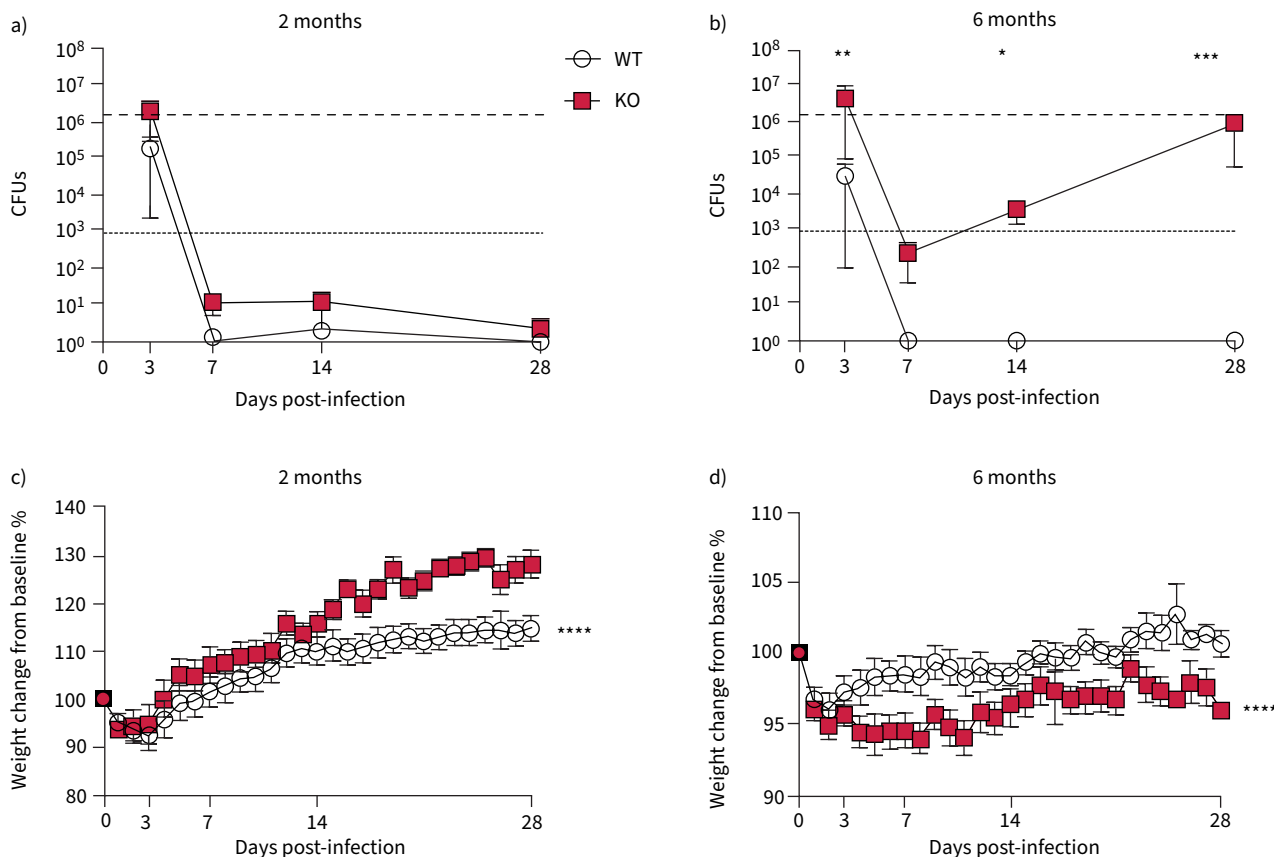 a)
2 months
10⁸
10⁷
10⁶
10⁵
10⁴
10³
10²
10¹
10⁰
CFUs
0 3 7 14 28
Days post-infection
WT
KO
b)
6 months
** * ***
10⁸
10⁷
10⁶
10⁵
10⁴
10³
10²
10¹
10⁰
CFUs
0 3 7 14 28
Days post-infection
c)
2 months
140
130
120
110
100
90
80
Weight change from baseline %
****
0 3 7 14 28
Days post-infection
d)
6 months
110
105
100
95
90
Weight change from baseline %
****
0 3 7 14 28
Days post-infection